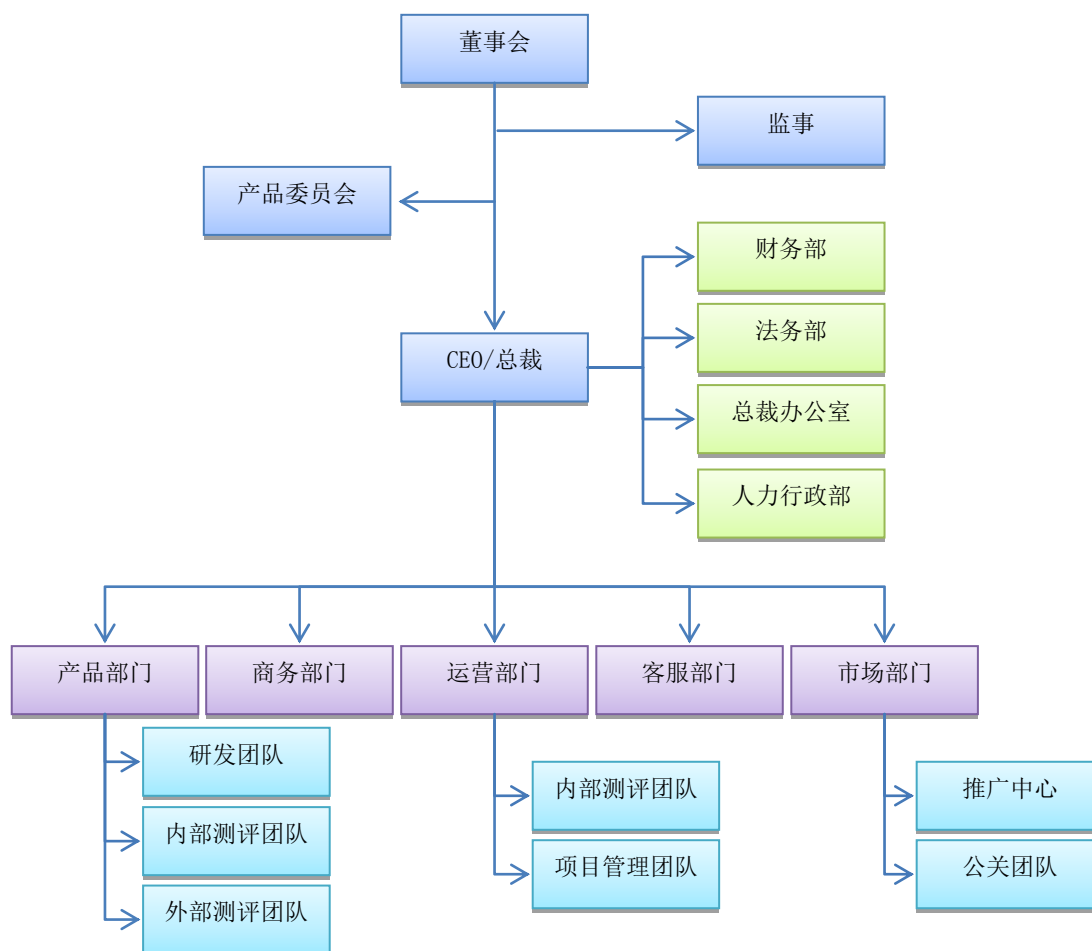 董事会
监事
产品委员会
财务部
法务部
CEO/总裁
总裁办公室
人力行政部
产品部门
商务部门
运营部门
客服部门
市场部门
研发团队
内部测评团队
外部测评团队
内部测评团队
项目管理团队
推广中心
公关团队